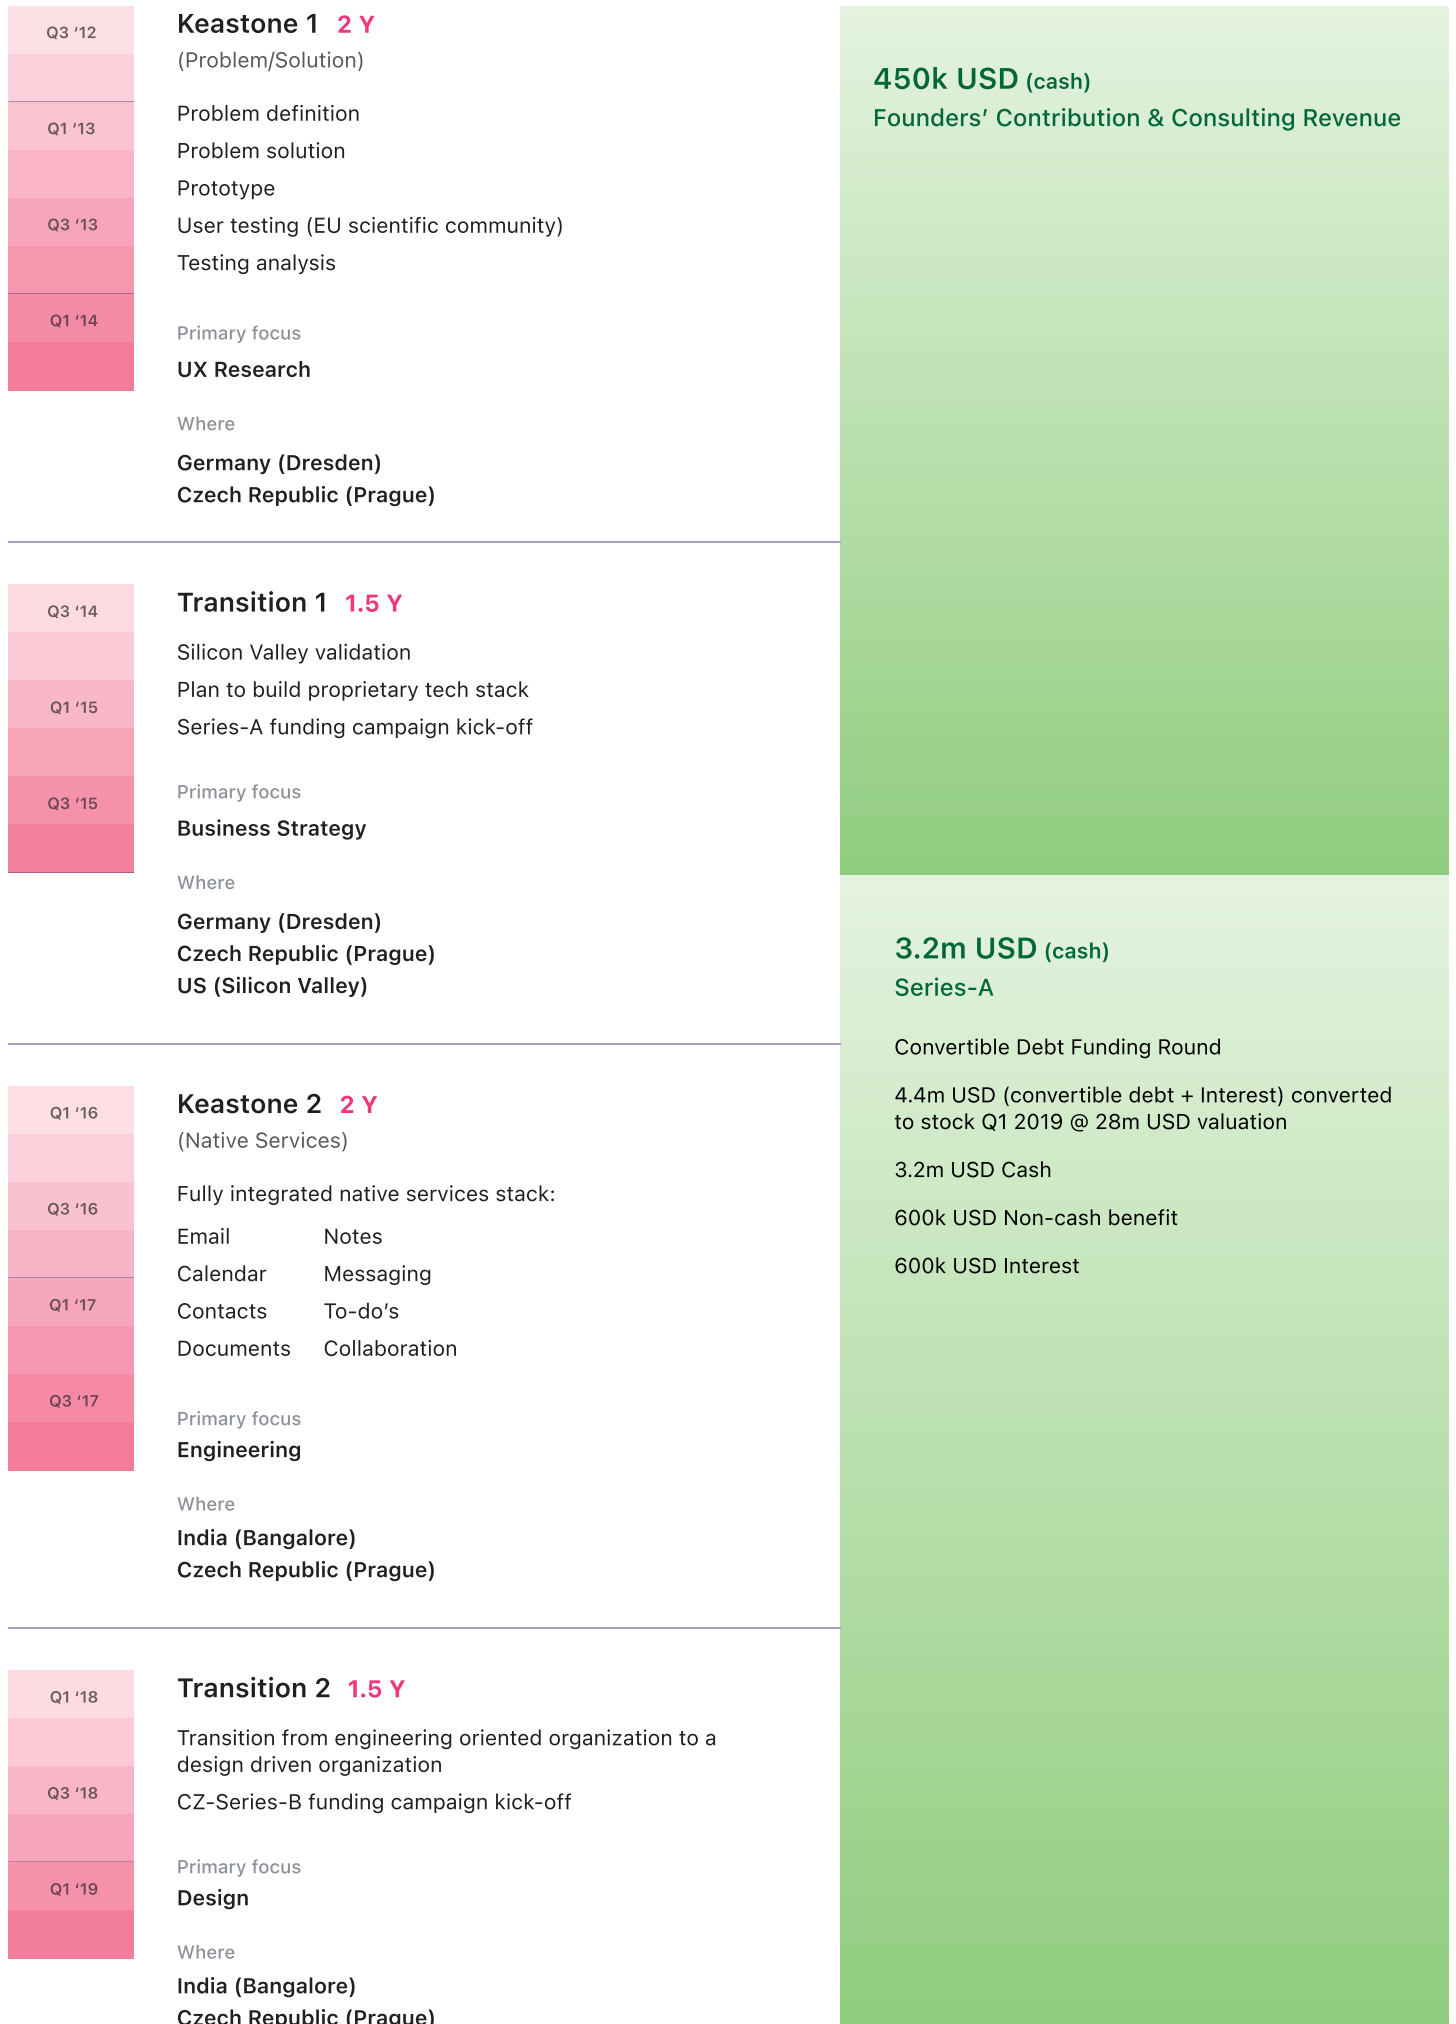 Q3 ‘12
Q1 ‘13
Q3 ‘13
Q1 ‘14
Keastone 1 2 Y
(Problem/Solution)
Problem definition
Problem solution
Prototype
User testing (EU scientific community)
Testing analysis
Primary focus
UX Research
Where
Germany (Dresden)
Czech Republic (Prague)
450k USD (cash)
Founders’ Contribution & Consulting Revenue
Q3 ‘14
Q1 ‘15
Q3 ‘15
Transition 1 1.5 Y
Silicon Valley validation
Plan to build proprietary tech stack
Series-A funding campaign kick-off
Primary focus
Business Strategy
Where
Germany (Dresden)
Czech Republic (Prague)
US (Silicon Valley)
3.2m USD (cash)
Series-A
Convertible Debt Funding Round
4.4m USD (convertible debt + Interest) converted
to stock Q1 2019 @ 28m USD valuation
3.2m USD Cash
600k USD Non-cash benefit
600k USD Interest
Q1 ‘16
Q3 ‘16
Q1 ‘17
Q3 ‘17
Keastone 2 2 Y
(Native Services)
Fully integrated native services stack:
Email Notes
Calendar Messaging
Contacts To-do’s
Documents Collaboration
Primary focus
Engineering
Where
India (Bangalore)
Czech Republic (Prague)
Q1 ‘18
Q3 ‘18
Q1 ‘19
Transition 2 1.5 Y
Transition from engineering oriented organization to a
design driven organization
CZ-Series-B funding campaign kick-off
Primary focus
Design
Where
India (Bangalore)
Czech Republic (Prague)